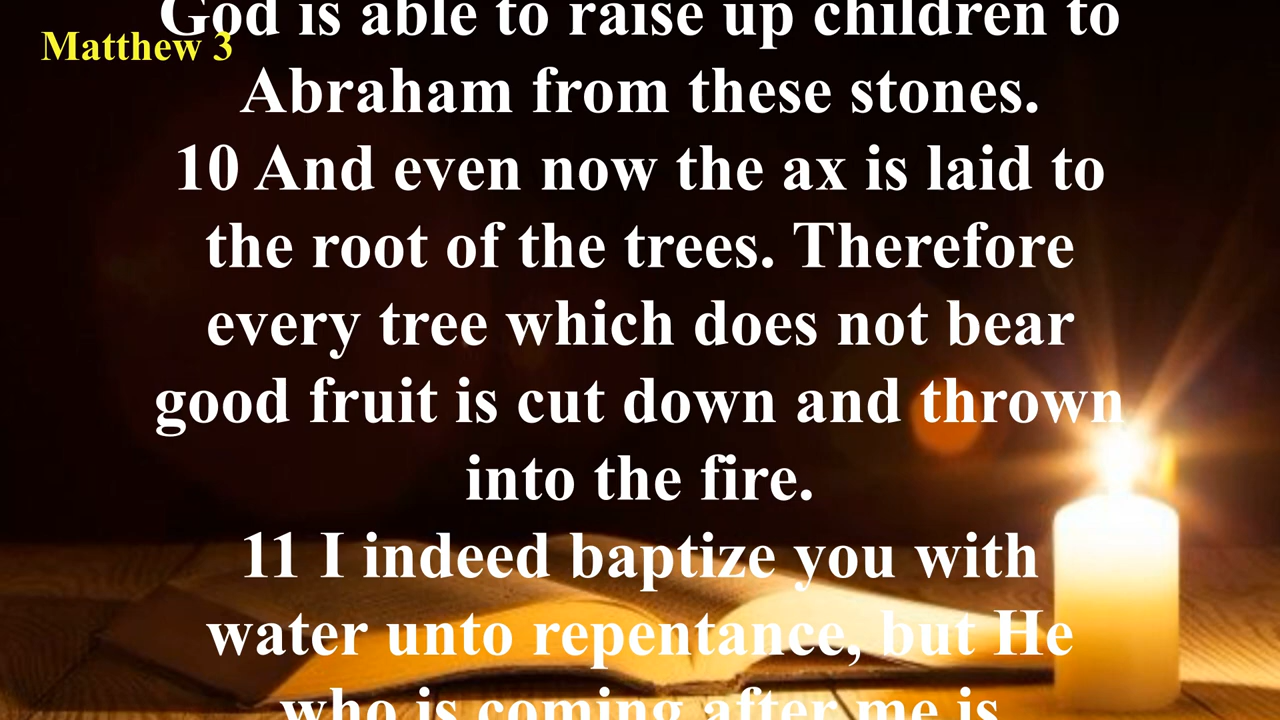 God is able to raise up children to
Matthew 3
Abraham from these stones.
10 And even now the ax is laid to
the root of the trees. Therefore
every tree which does not bear
good fruit is cut down and thrown
into the fire.
11 I indeed baptize you with
water unto repentance, but He
who is coming after me is